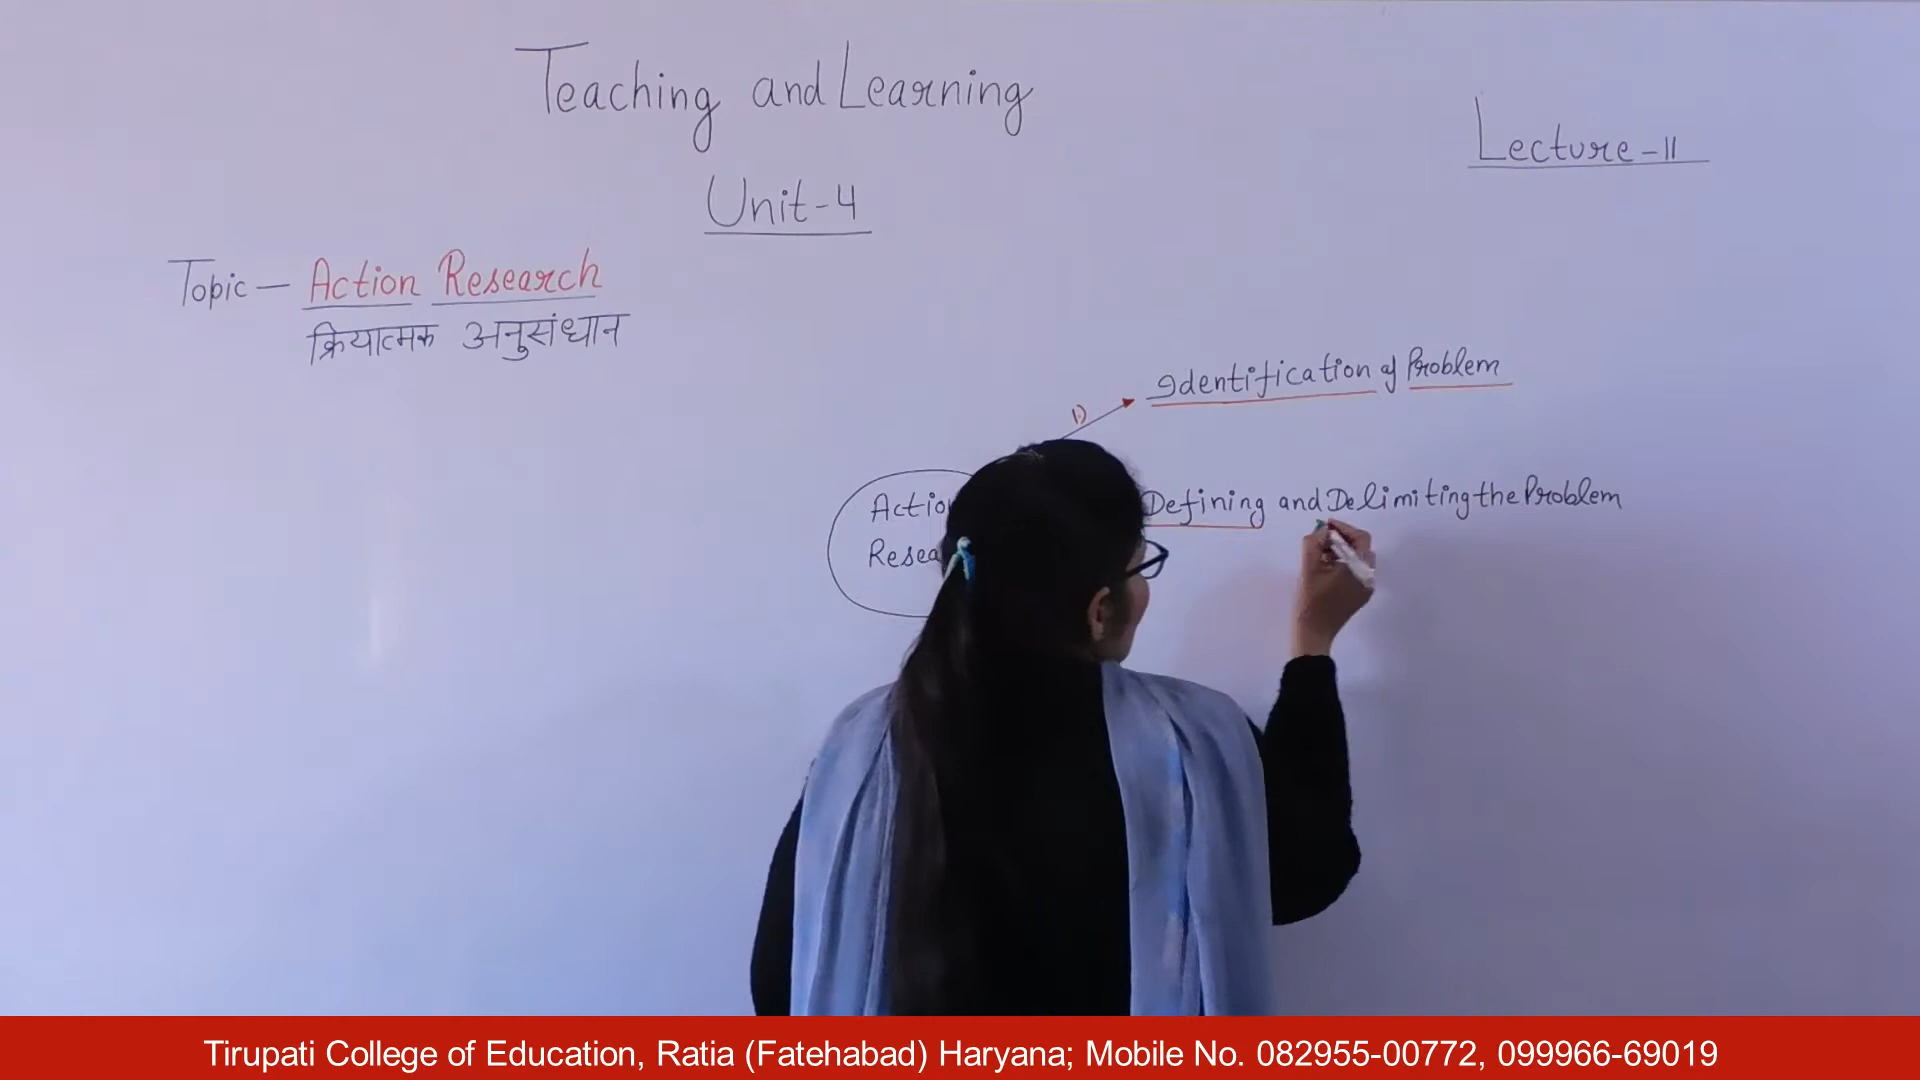 Teaching and Learning
Lecture-11
Unit-4
Topic — Action Research
क्रियात्मक अनुसंधान
Identification of Problem
1)
Defining and Delimiting the Problem
Tirupati College of Education, Ratia (Fatehabad) Haryana; Mobile No. 082955-00772, 099966-69019